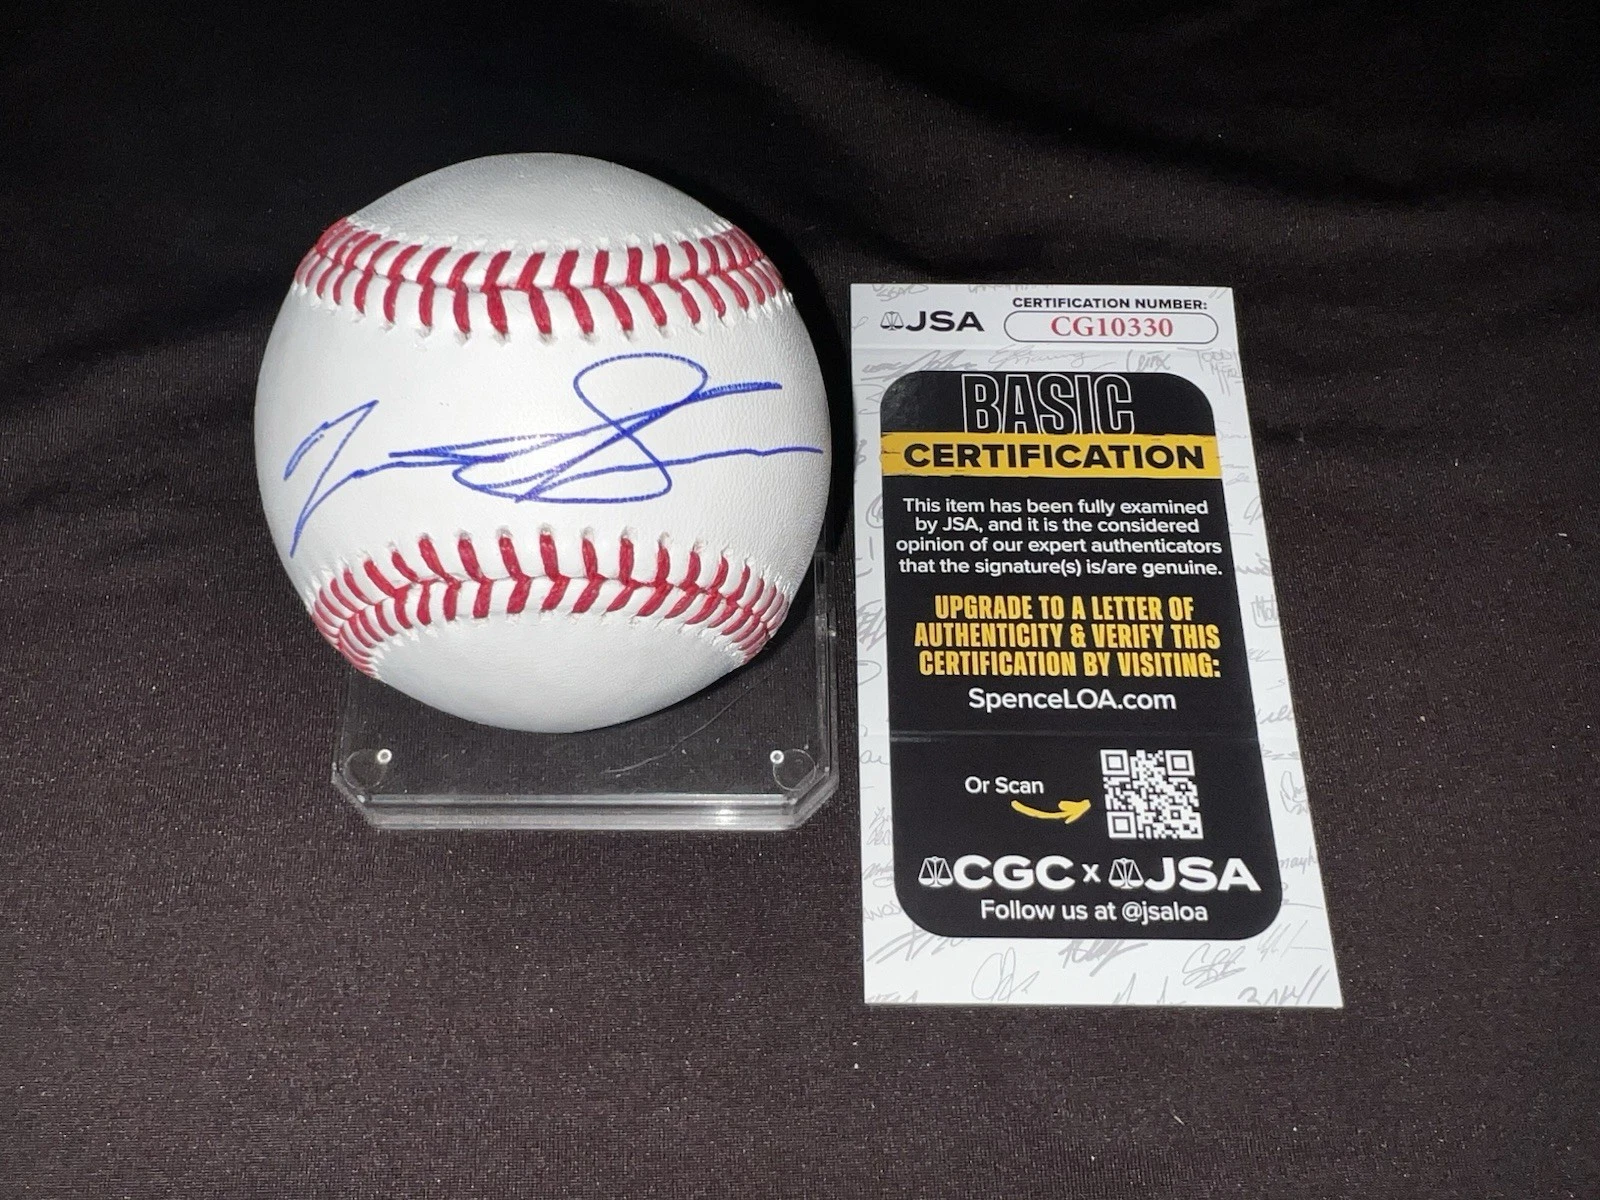 CERTIFICATION NUMBER:
JSA
CG10330
BASIC
CERTIFICATION
This item has been fully examined
by JSA, and it is the considered
opinion of our expert authenticators
that the signature(s) is/are genuine.
UPGRADE TO A LETTER OF
AUTHENTICITY & VERIFY THIS
CERTIFICATION BY VISITING:
SpenceLOA.com
Or Scan
CGC x JSA
Follow us at @jsaloa